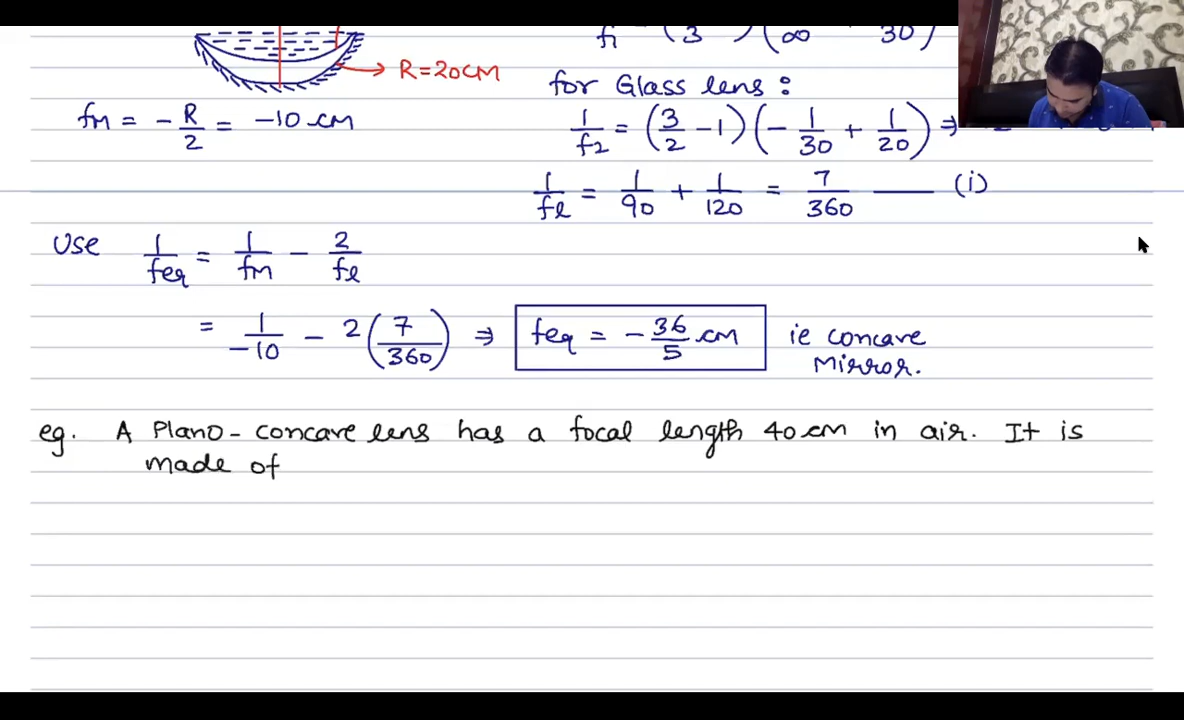 R = 20 CM
fm = - R/2 = -10 cm
for Glass lens :
1/f2 = (3/2 - 1)(- 1/30 + 1/20) ⇒
1/fl = 1/90 + 1/120 = 7/360 —— (i)
Use 1/feq = 1/fm - 2/fl
= 1/-10 - 2(7/360) ⇒ feq = - 36/5 cm ie concave
Mirror.
eg. A Plano - concave lens has a focal length 40 cm in air. It is
made of